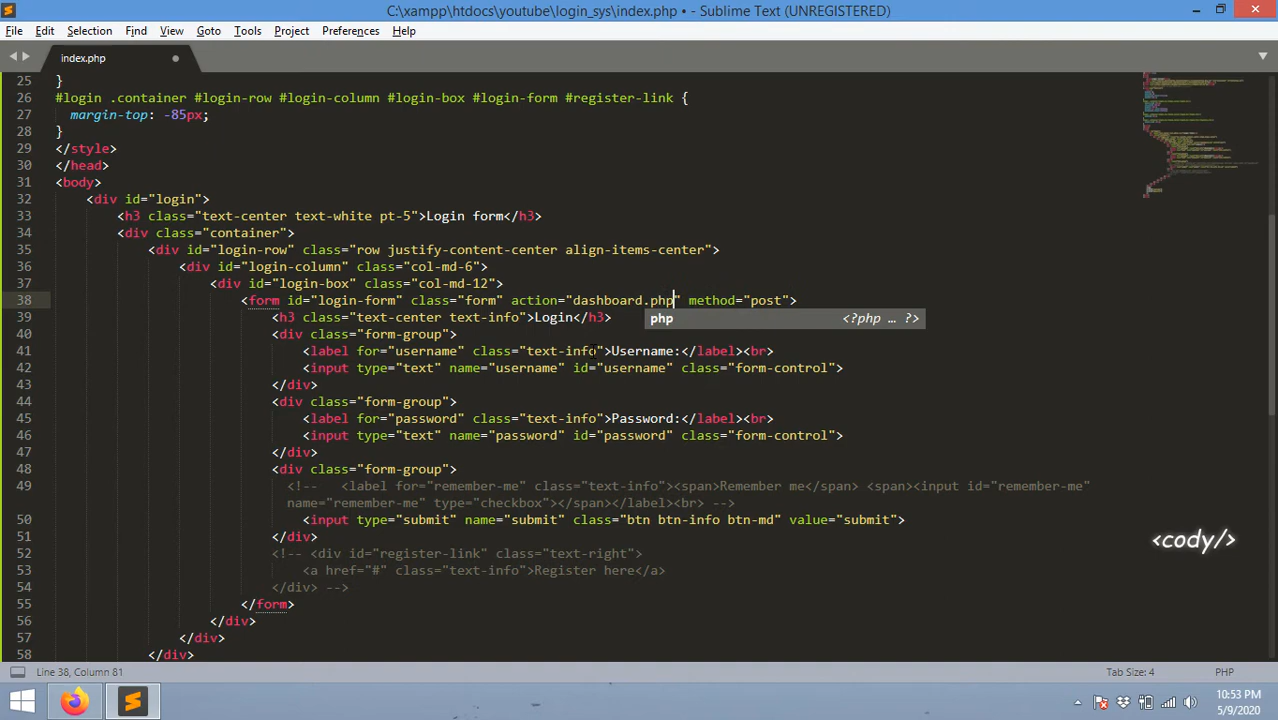 C:\xampp\htdocs\youtube\login_sys\index.php • - Sublime Text (UNREGISTERED)
File Edit Selection Find View Goto Tools Project Preferences Help
index.php
25 }
26 #login .container #login-row #login-column #login-box #login-form #register-link {
27 margin-top: -85px;
28 }
29 </style>
30 </head>
31 <body>
32 <div id="login">
33 <h3 class="text-center text-white pt-5">Login form</h3>
34 <div class="container">
35 <div id="login-row" class="row justify-content-center align-items-center">
36 <div id="login-column" class="col-md-6">
37 <div id="login-box" class="col-md-12">
38 <form id="login-form" class="form" action="dashboard.php" method="post">
php <?php … ?>
39 <h3 class="text-center text-info">Login</h3>
40 <div class="form-group">
41 <label for="username" class="text-info">Username:</label><br>
42 <input type="text" name="username" id="username" class="form-control">
43 </div>
44 <div class="form-group">
45 <label for="password" class="text-info">Password:</label><br>
46 <input type="text" name="password" id="password" class="form-control">
47 </div>
48 <div class="form-group">
49 <!-- <label for="remember-me" class="text-info"><span>Remember me</span> <span><input id="remember-me"
name="remember-me" type="checkbox"></span></label><br> -->
50 <input type="submit" name="submit" class="btn btn-info btn-md" value="submit">
51 </div>
52 <!-- <div id="register-link" class="text-right">
53 <a href="#" class="text-info">Register here</a>
54 </div> -->
55 </form>
56 </div>
57 </div>
58 </div>
<cody/>
Line 38, Column 81 Tab Size: 4 PHP
10:53 PM
5/9/2020